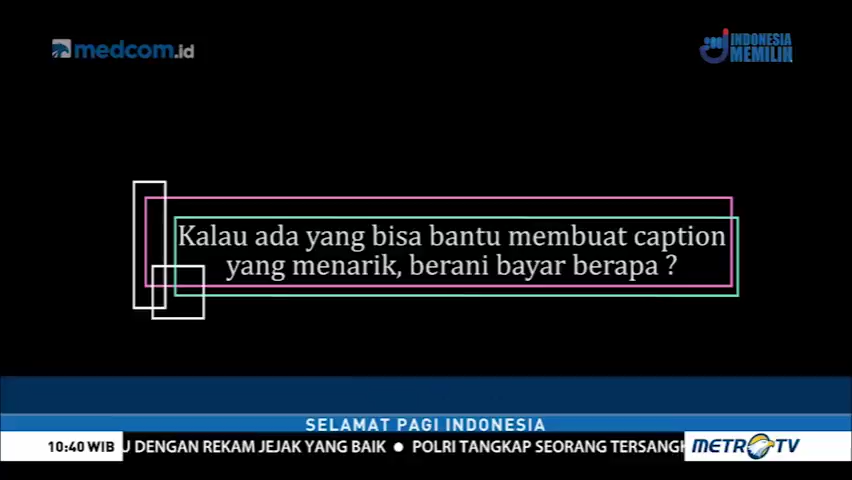 medcom.id
INDONESIA
MEMILIH
Kalau ada yang bisa bantu membuat caption
yang menarik, berani bayar berapa ?
SELAMAT PAGI INDONESIA
10:40 WIB
U DENGAN REKAM JEJAK YANG BAIK ● POLRI TANGKAP SEORANG TERSANGK
METRO TV